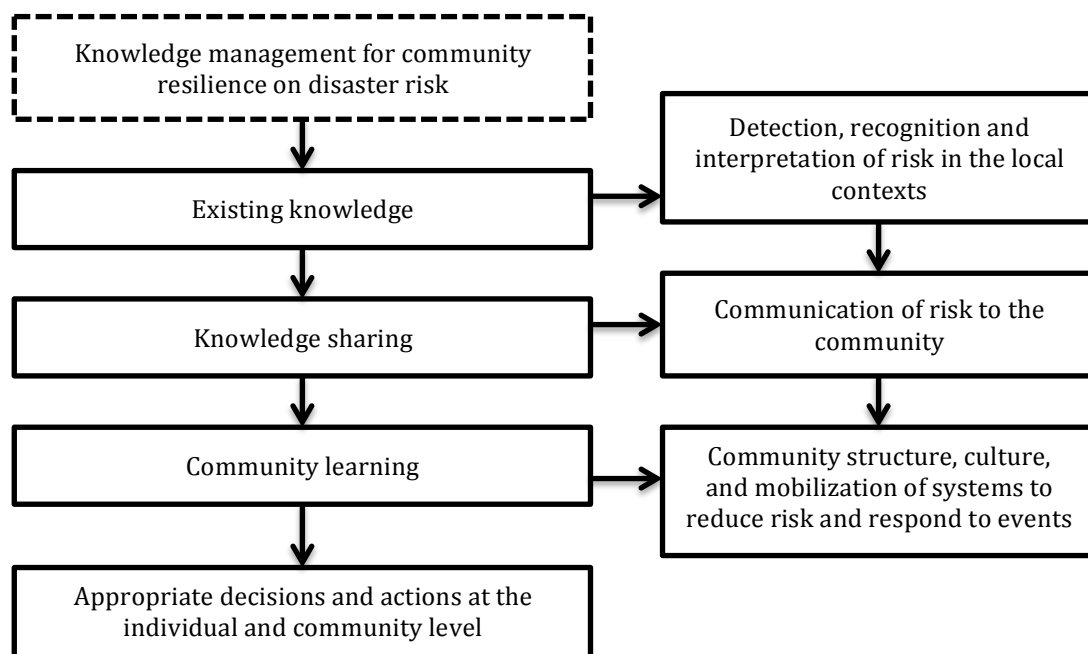 Knowledge management for community
resilience on disaster risk
Existing knowledge
Detection, recognition and
interpretation of risk in the local
contexts
Knowledge sharing
Communication of risk to the
community
Community learning
Community structure, culture,
and mobilization of systems to
reduce risk and respond to events
Appropriate decisions and actions at the
individual and community level